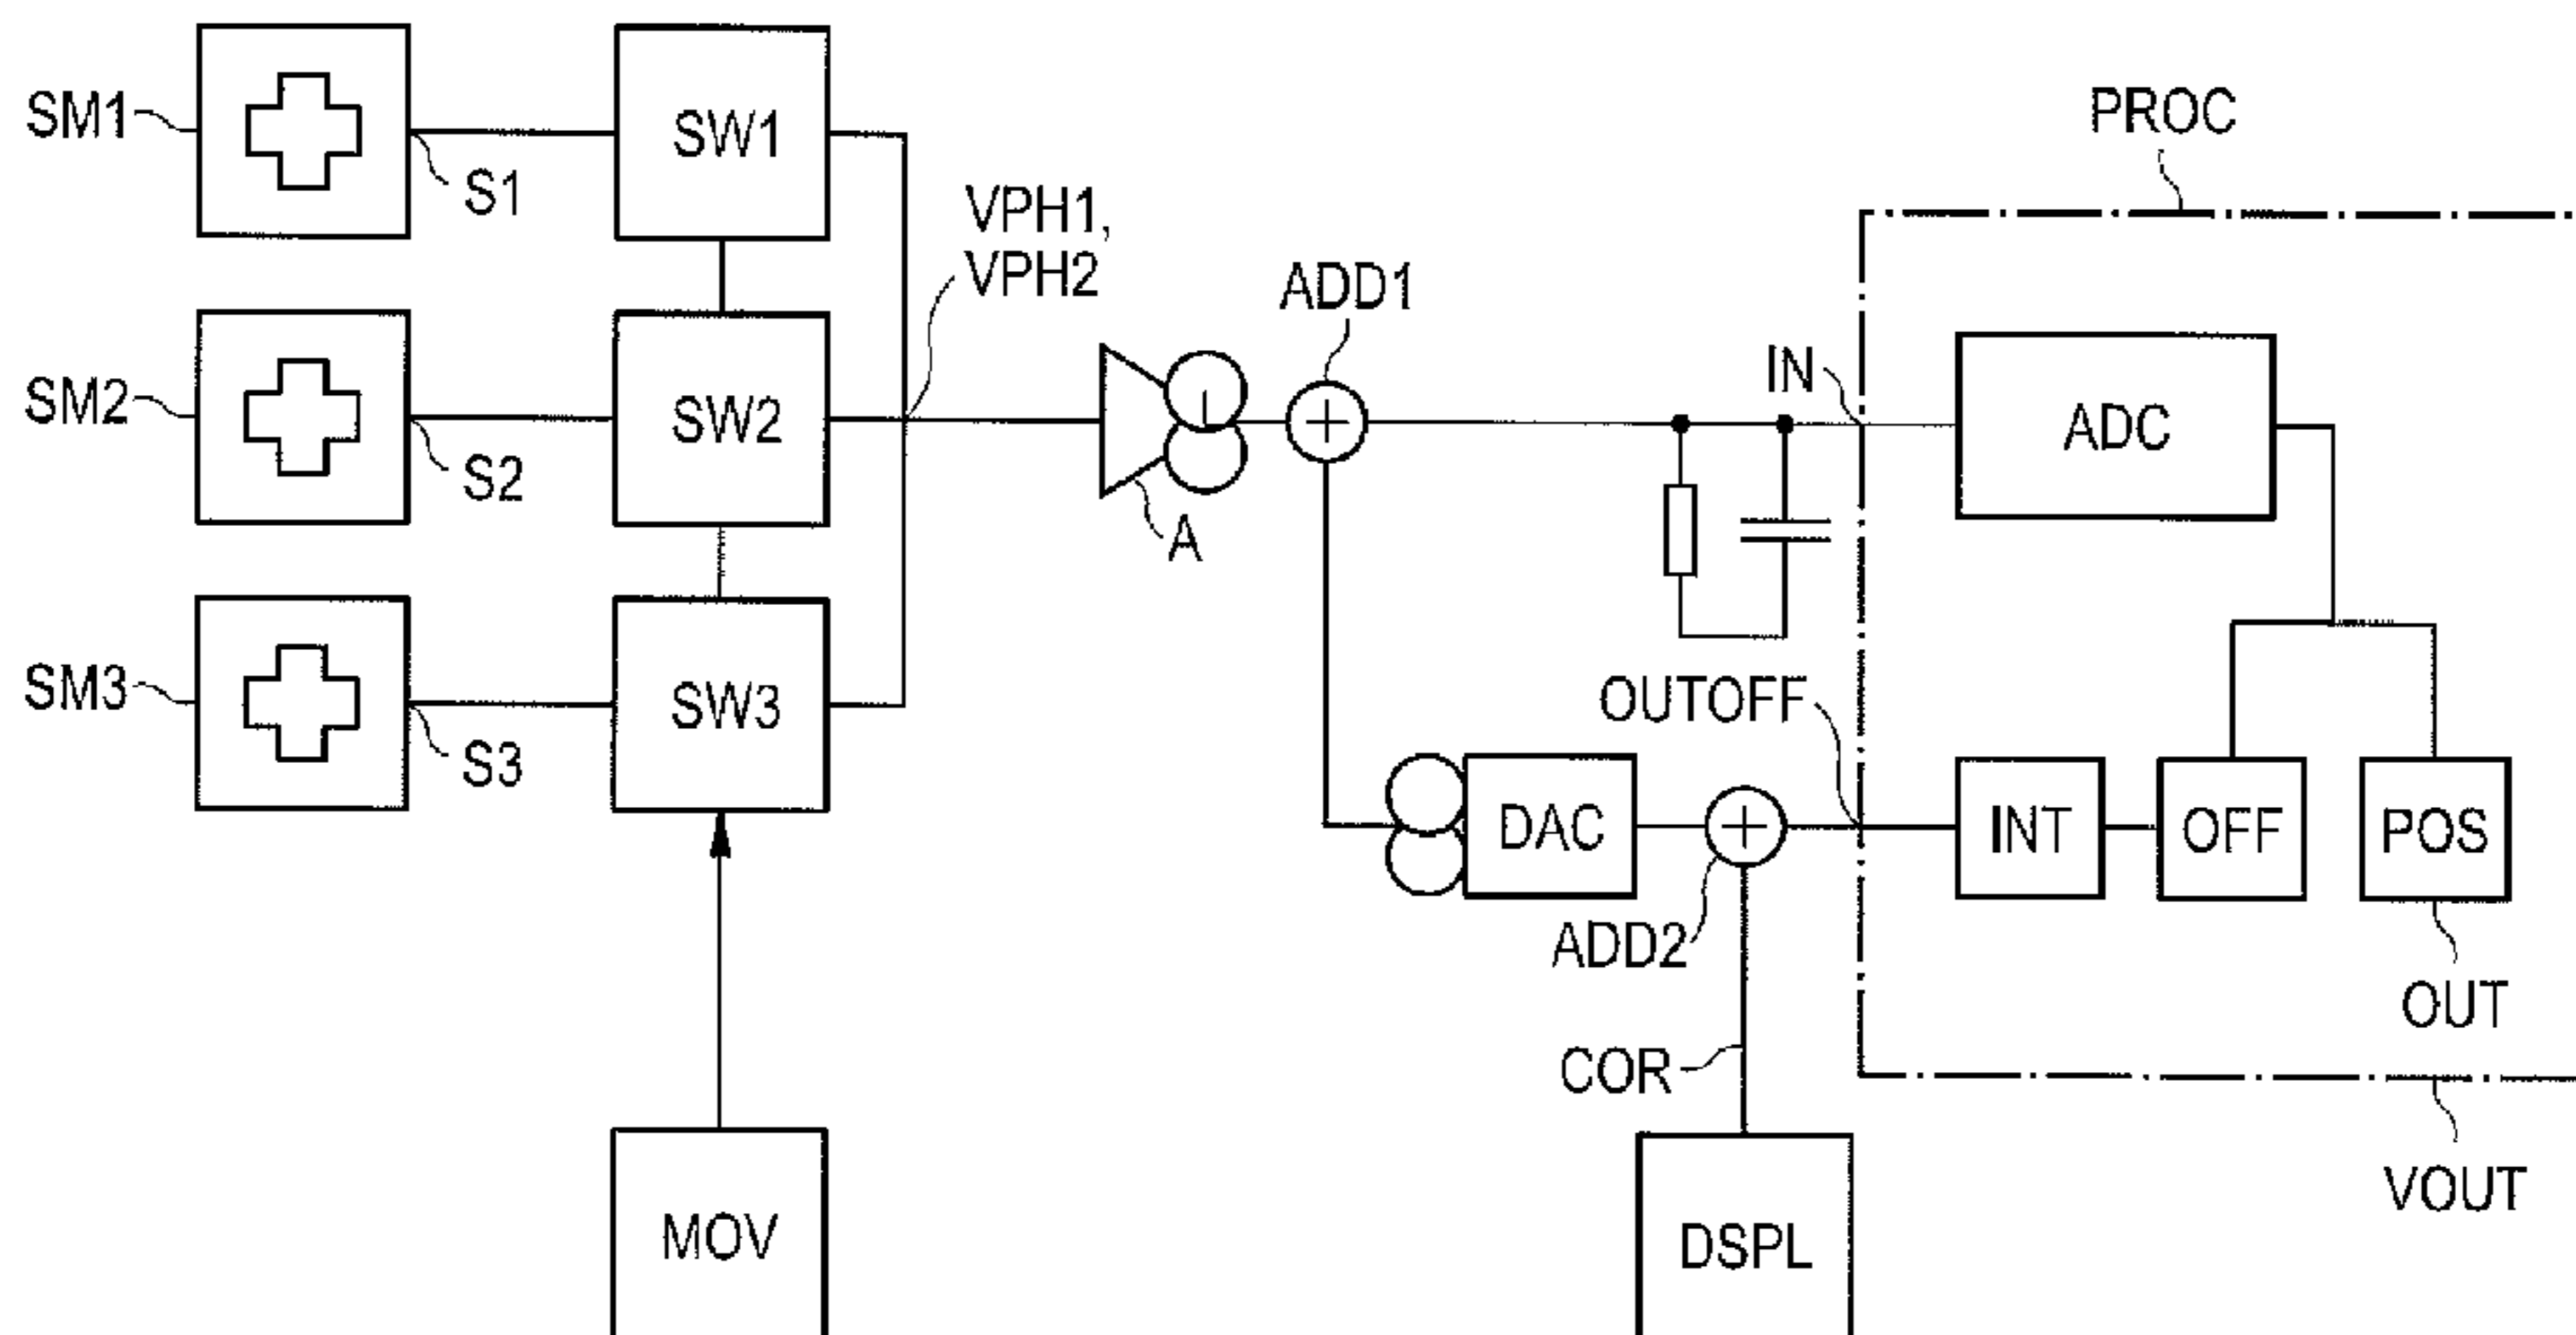 SM1
S1
SW1
VPH1,
VPH2
SM2
S2
SW2
SM3
S3
SW3
MOV
A
ADD1
IN
PROC
ADC
OUTOFF
DAC
ADD2
INT
OFF
POS
OUT
COR
DSPL
VOUT